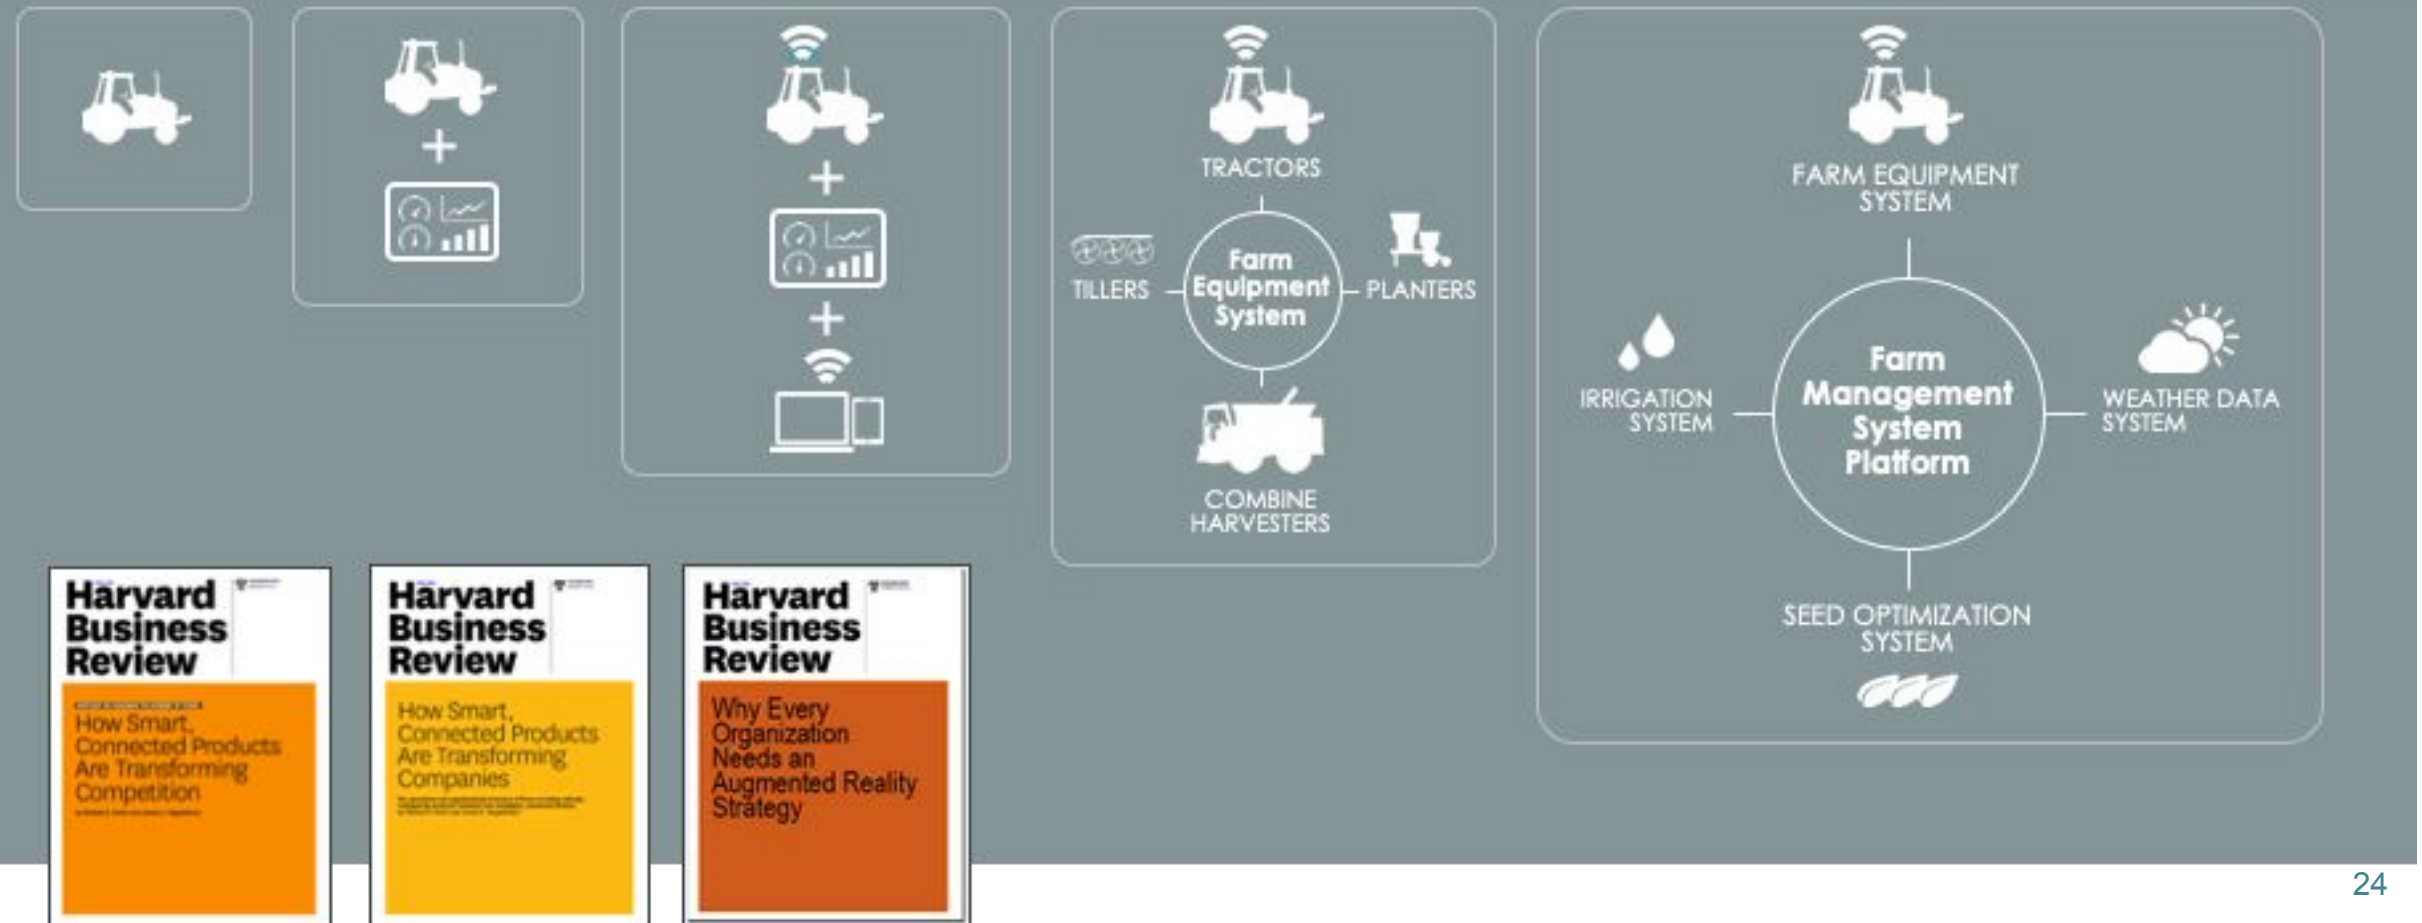 TRACTORS
TILLERS
Farm
Equipment
System
PLANTERS
COMBINE
HARVESTERS
FARM EQUIPMENT
SYSTEM
IRRIGATION
SYSTEM
Farm
Management
System
Platform
WEATHER DATA
SYSTEM
SEED OPTIMIZATION
SYSTEM
Harvard
Business
Review
How Smart,
Connected Products
Are Transforming
Competition
Harvard
Business
Review
How Smart,
Connected Products
Are Transforming
Companies
Harvard
Business
Review
Why Every
Organization
Needs an
Augmented Reality
Strategy
24